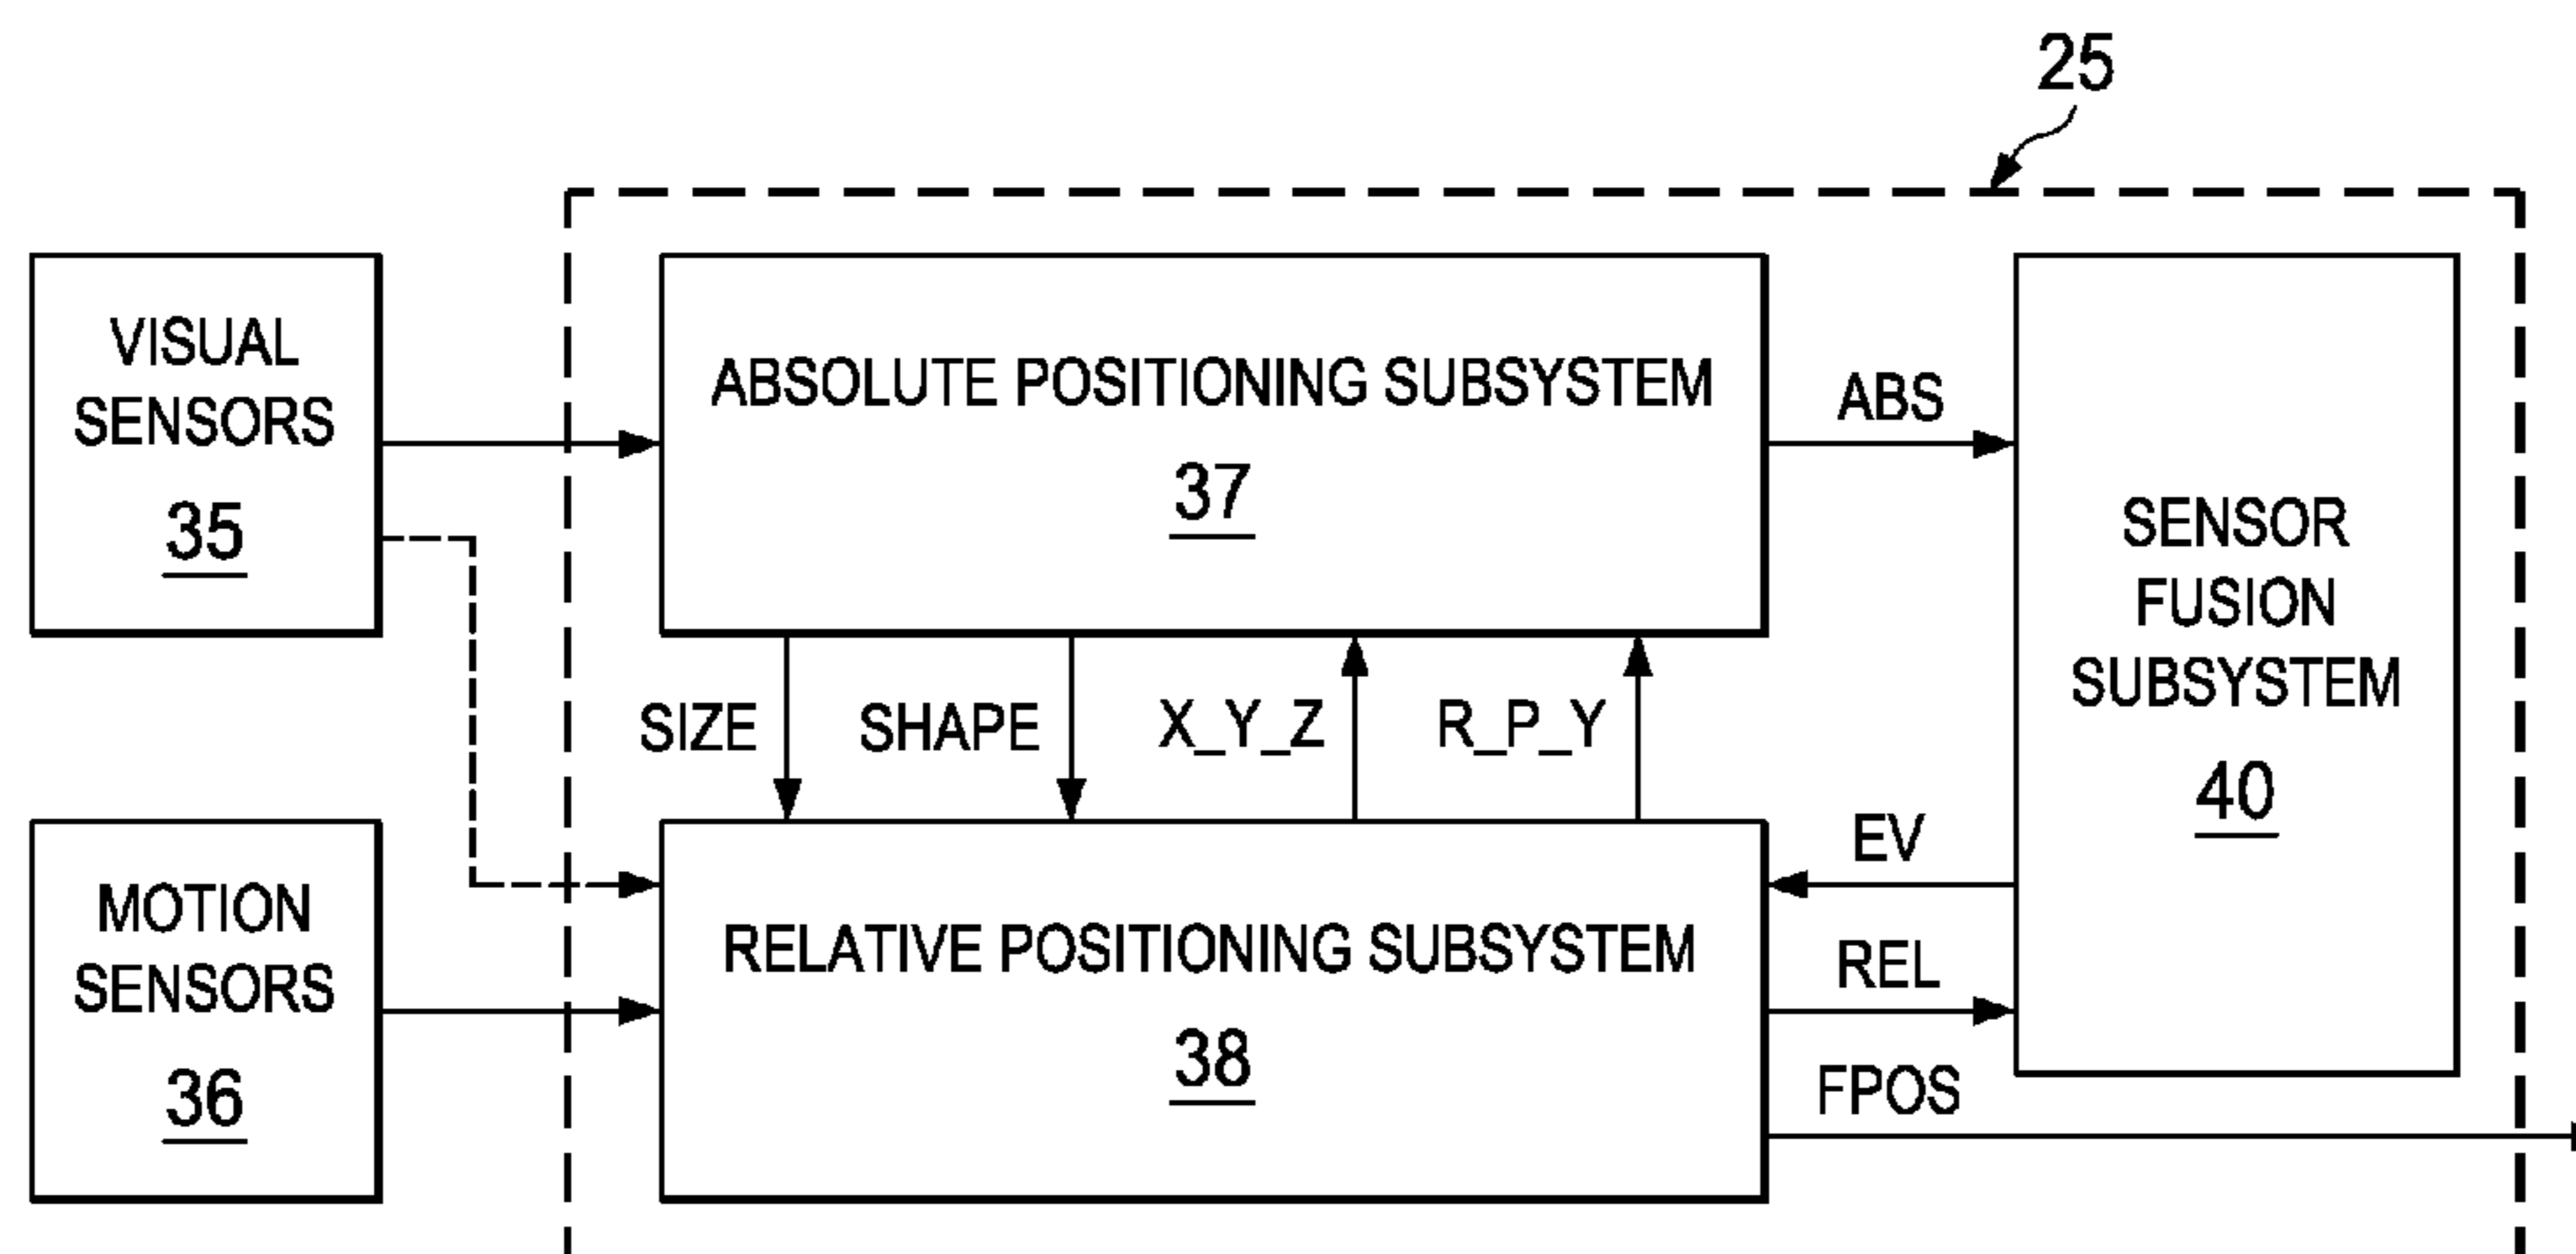 25
VISUAL
SENSORS
35
ABSOLUTE POSITIONING SUBSYSTEM
37
ABS
SENSOR
FUSION
SUBSYSTEM
40
SIZE
SHAPE
X_Y_Z
R_P_Y
MOTION
SENSORS
36
RELATIVE POSITIONING SUBSYSTEM
38
EV
REL
FPOS